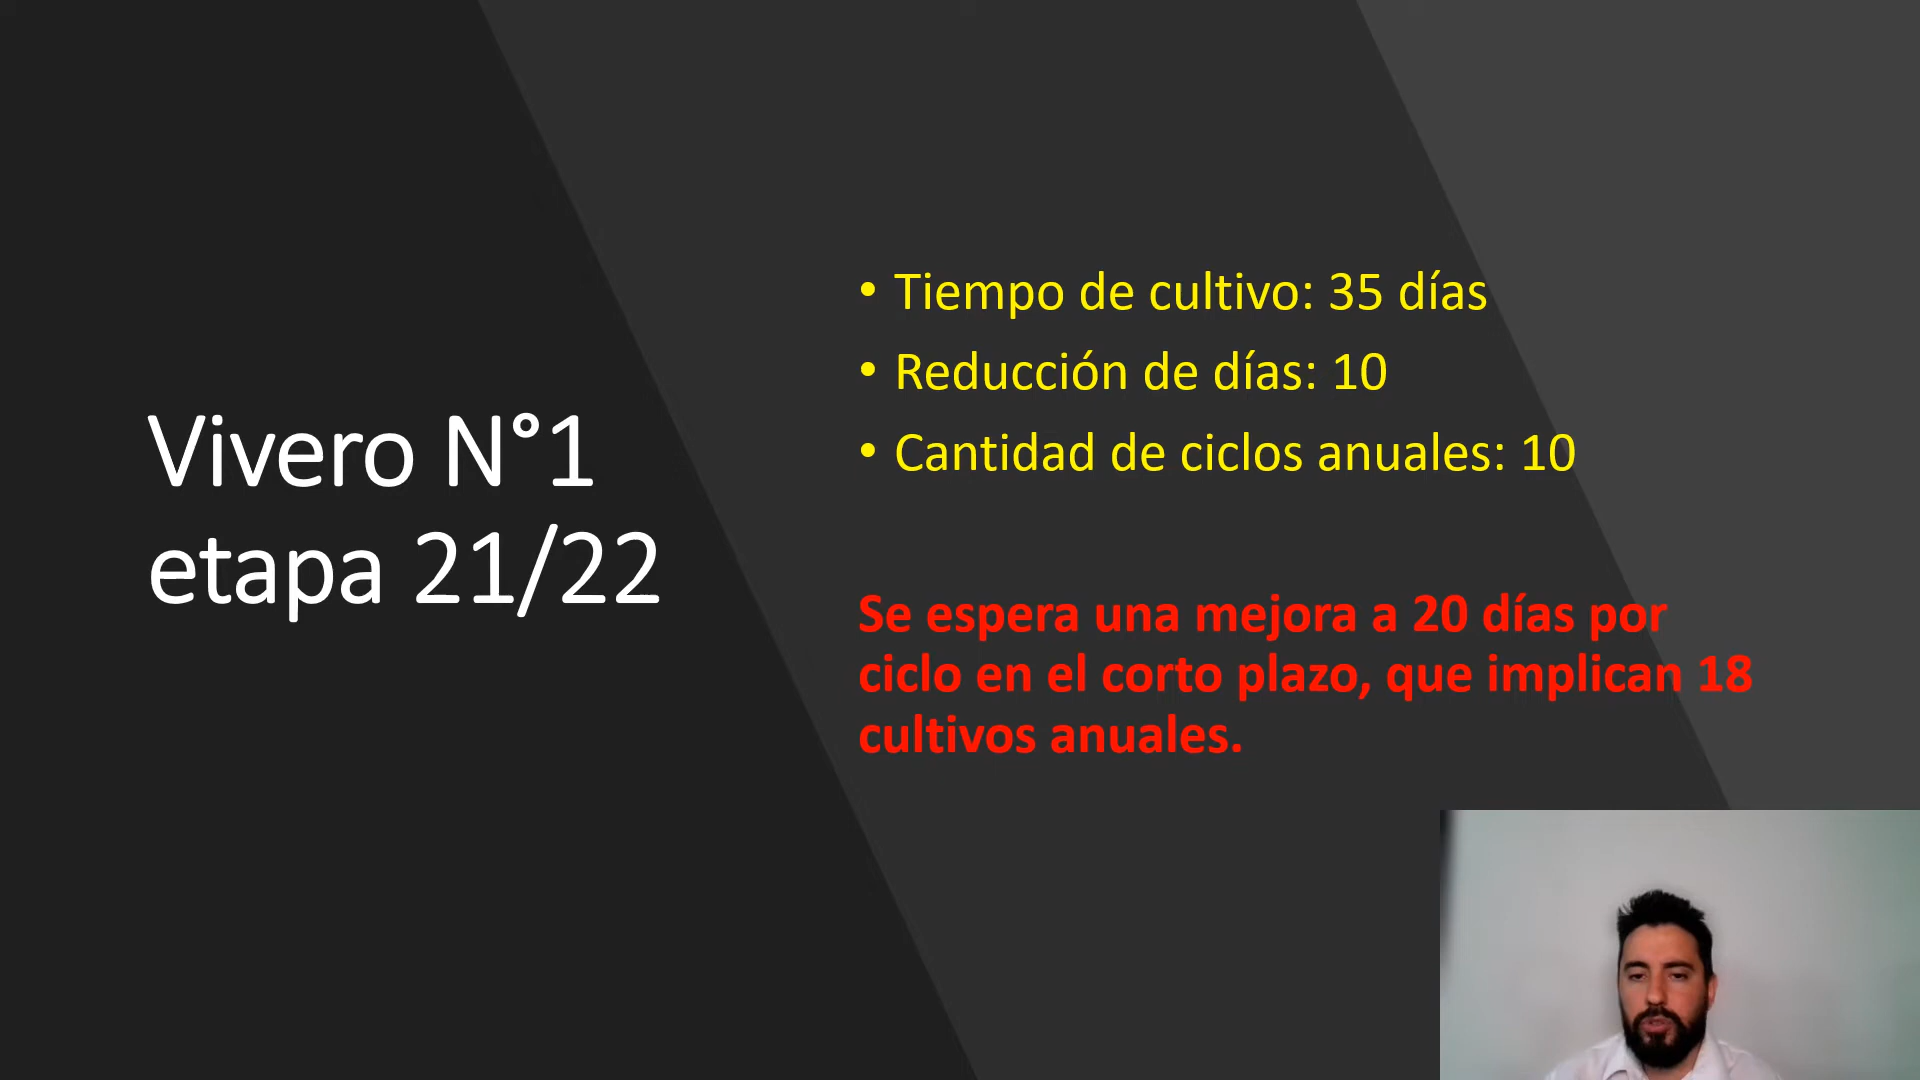 Vivero N°1
etapa 21/22
• Tiempo de cultivo: 35 días
• Reducción de días: 10
• Cantidad de ciclos anuales: 10
Se espera una mejora a 20 días por
ciclo en el corto plazo, que implican 18
cultivos anuales.